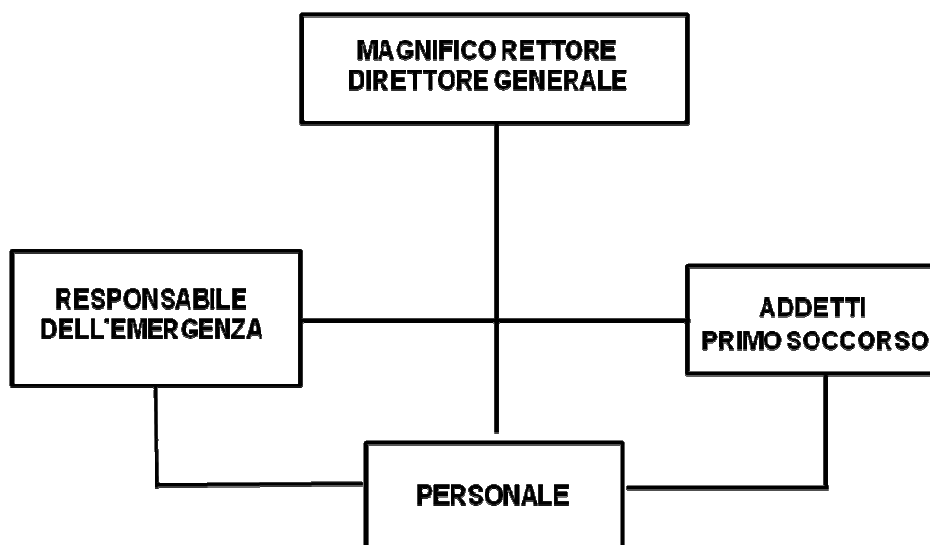 MAGNIFICO RETTORE
DIRETTORE GENERALE
RESPONSABILE
DELL'EMERGENZA
ADDETTI
PRIMO SOCCORSO
PERSONALE